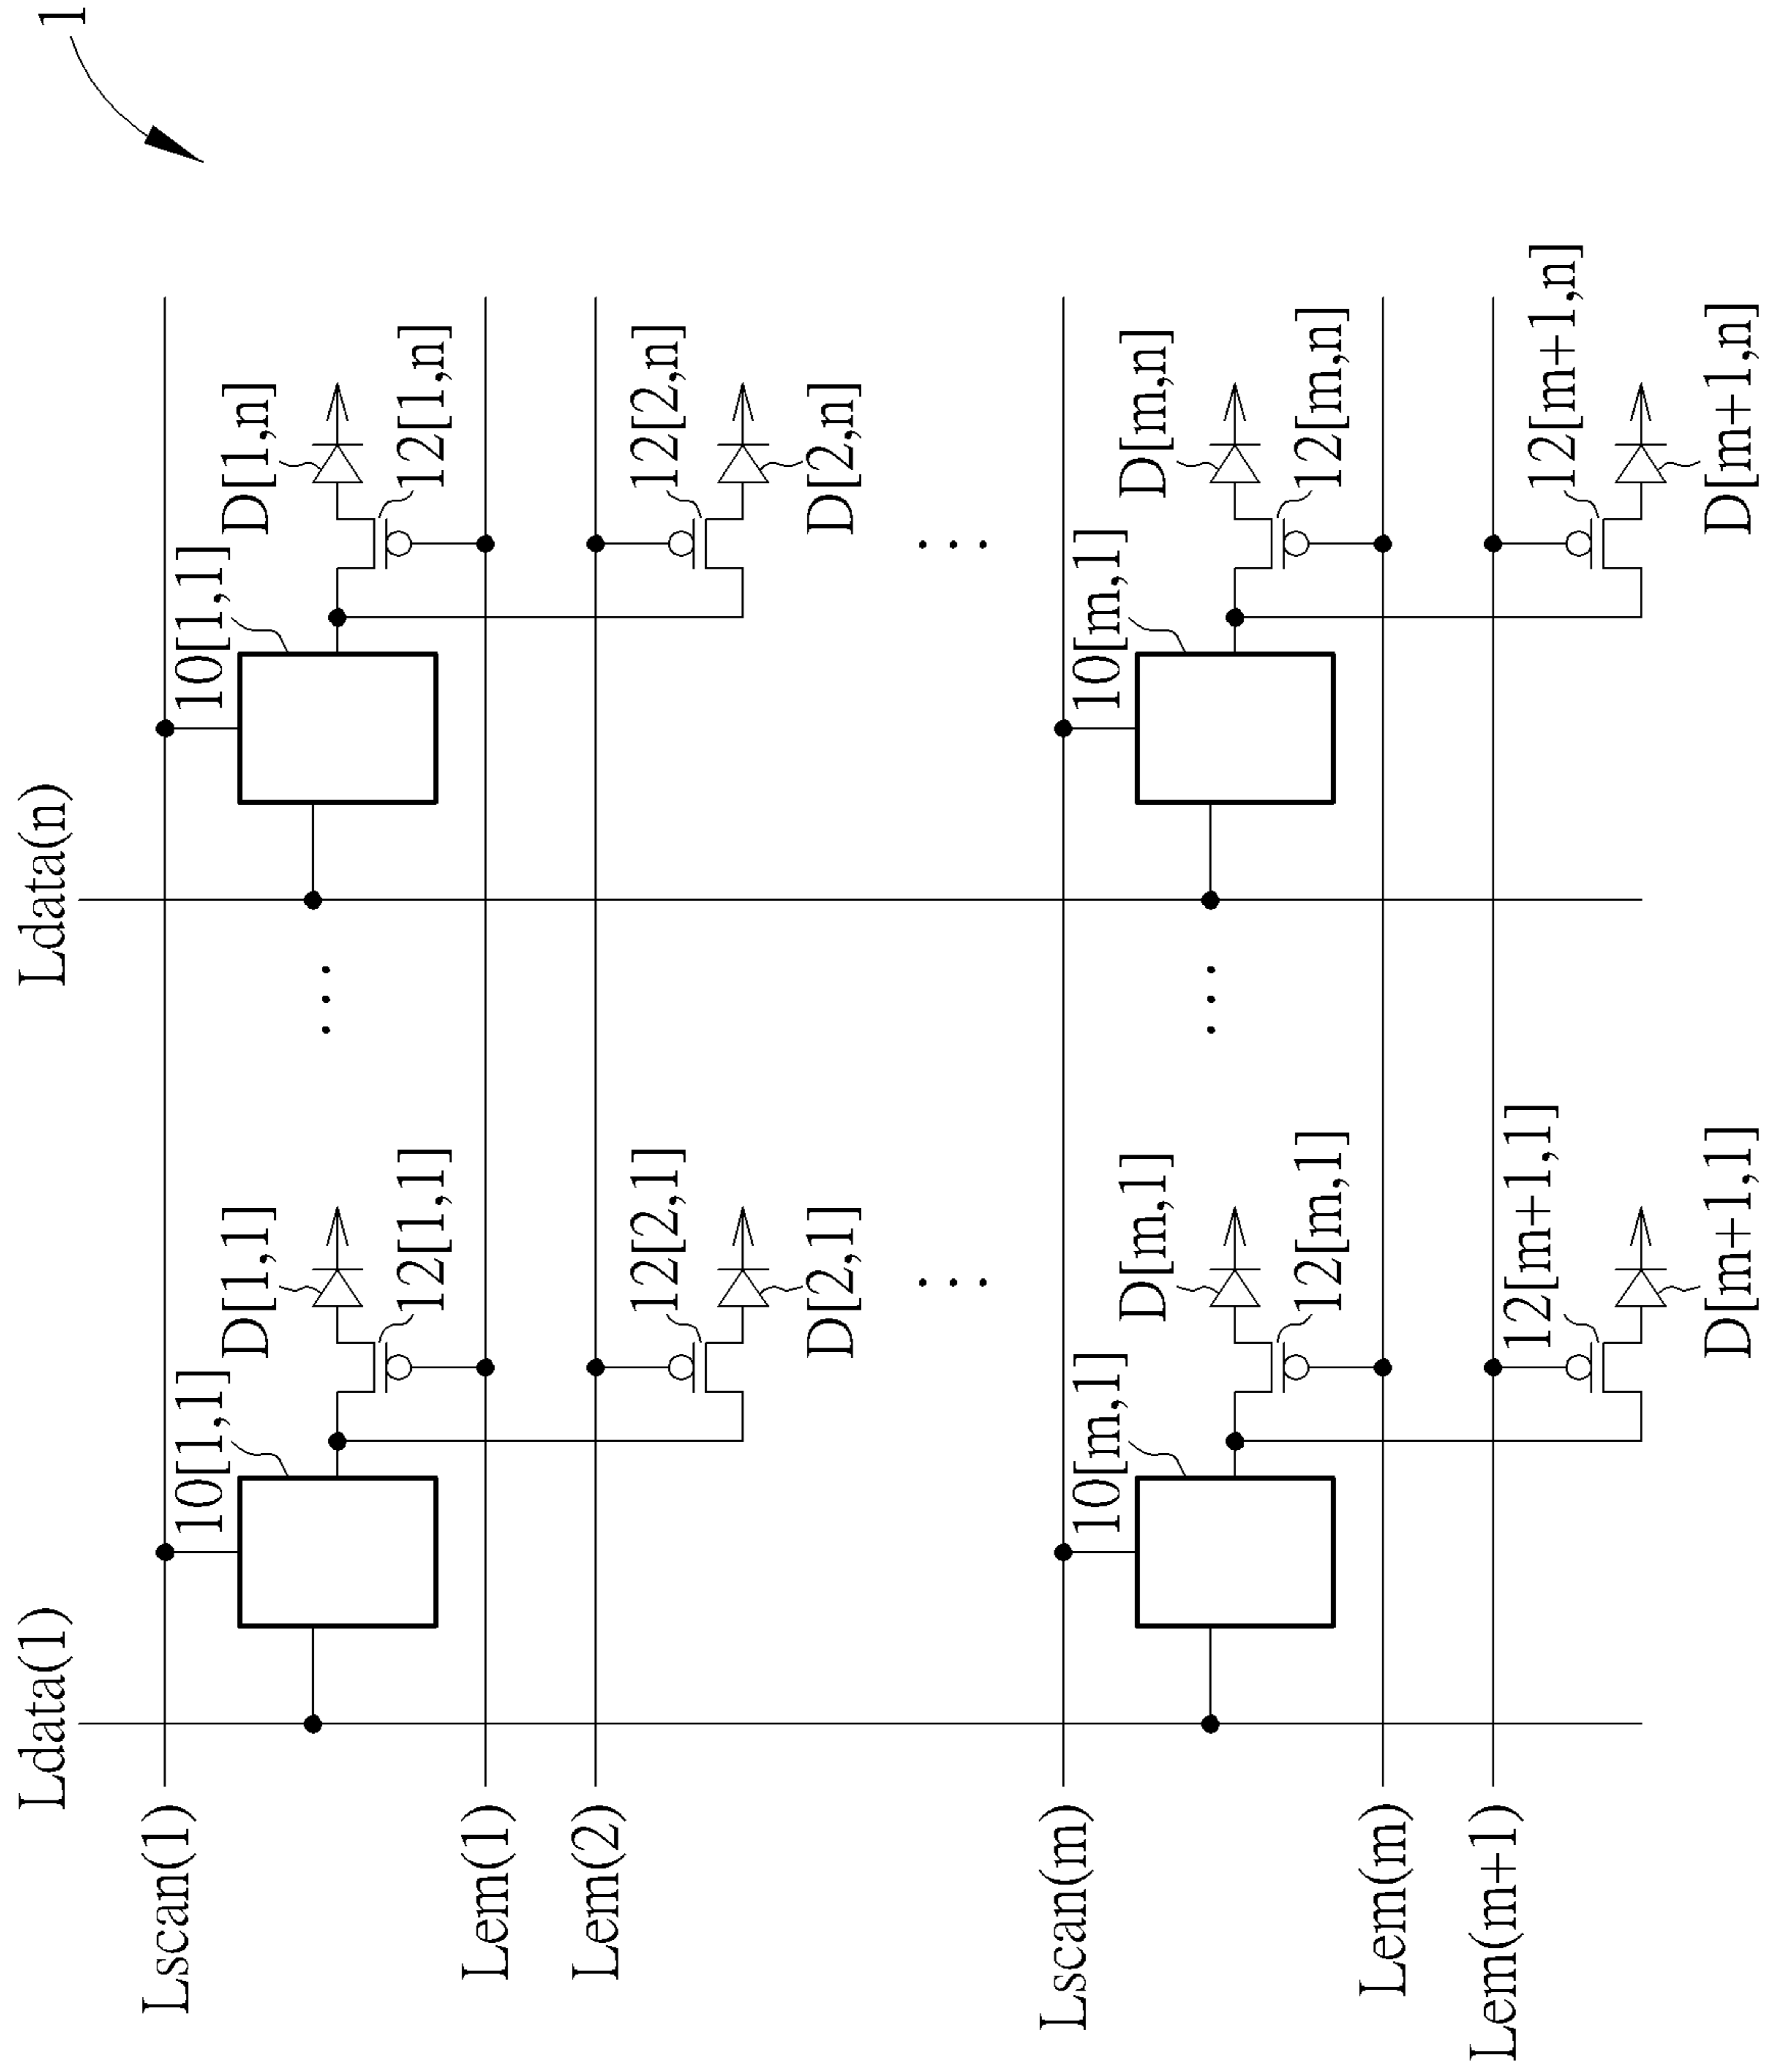 1
Ldata(1)
Ldata(n)
Lscan(1)
10[1,1]
D[1,1]
10[1,1]
D[1,n]
12[1,1]
12[1,n]
Lem(1)
Lem(2)
12[2,1]
12[2,n]
D[2,1]
D[2,n]
Lscan(m)
10[m,1]
D[m,1]
10[m,1]
D[m,n]
12[m,1]
12[m,n]
Lem(m)
Lem(m+1)
12[m+1,1]
12[m+1,n]
D[m+1,1]
D[m+1,n]